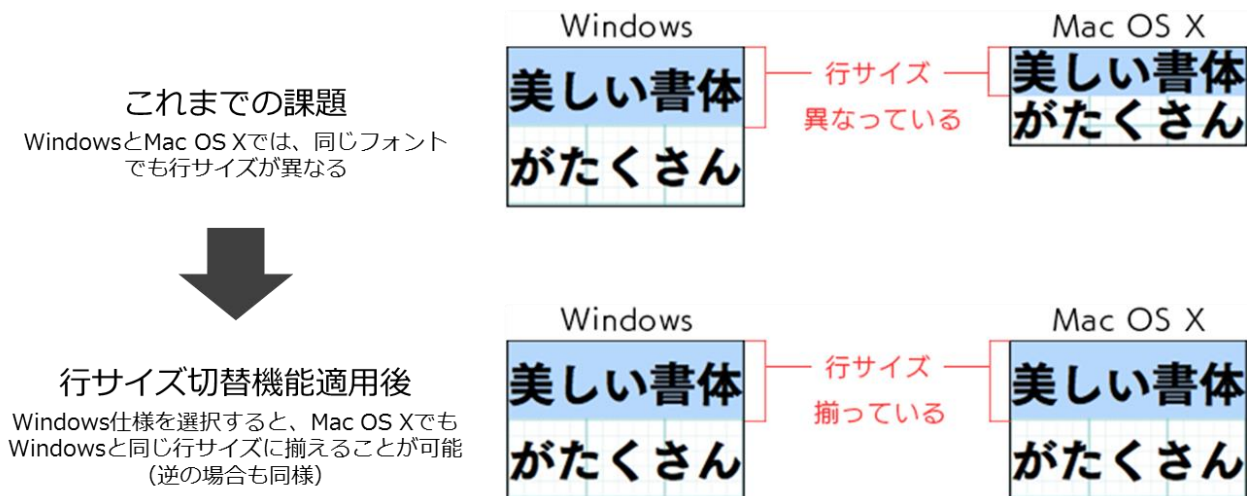 これまでの課題
WindowsとMac OS Xでは、同じフォント
でも行サイズが異なる
Windows
美しい書体
がたくさん
行サイズ
異なっている
Mac OS X
美しい書体
がたくさん
行サイズ切替機能適用後
Windows仕様を選択すると、Mac OS Xでも
Windowsと同じ行サイズに揃えることが可能
(逆の場合も同様)
Windows
美しい書体
がたくさん
行サイズ
揃っている
Mac OS X
美しい書体
がたくさん